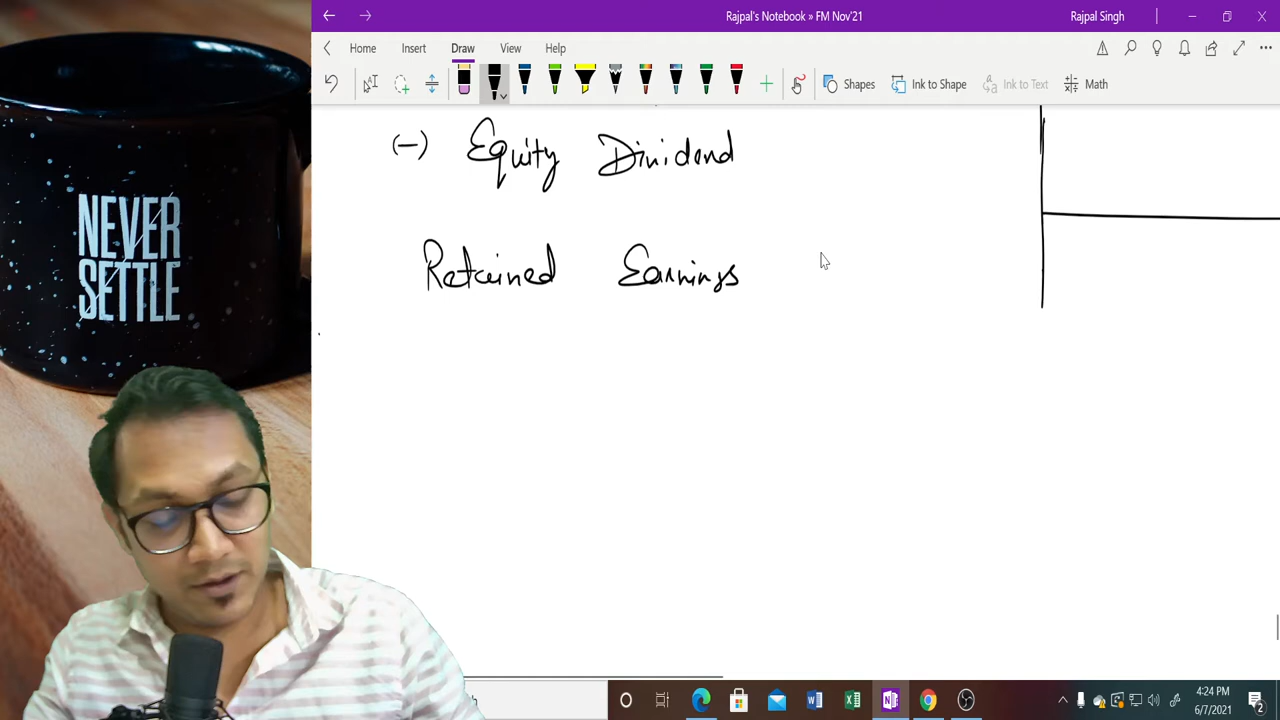 Rajpal's Notebook » FM Nov'21
Rajpal Singh
Home Insert Draw View Help
Shapes Ink to Shape Ink to Text Math
(-) Equity Dividend
Retained Earnings
NEVER
SETTLE
4:24 PM
6/7/2021
2